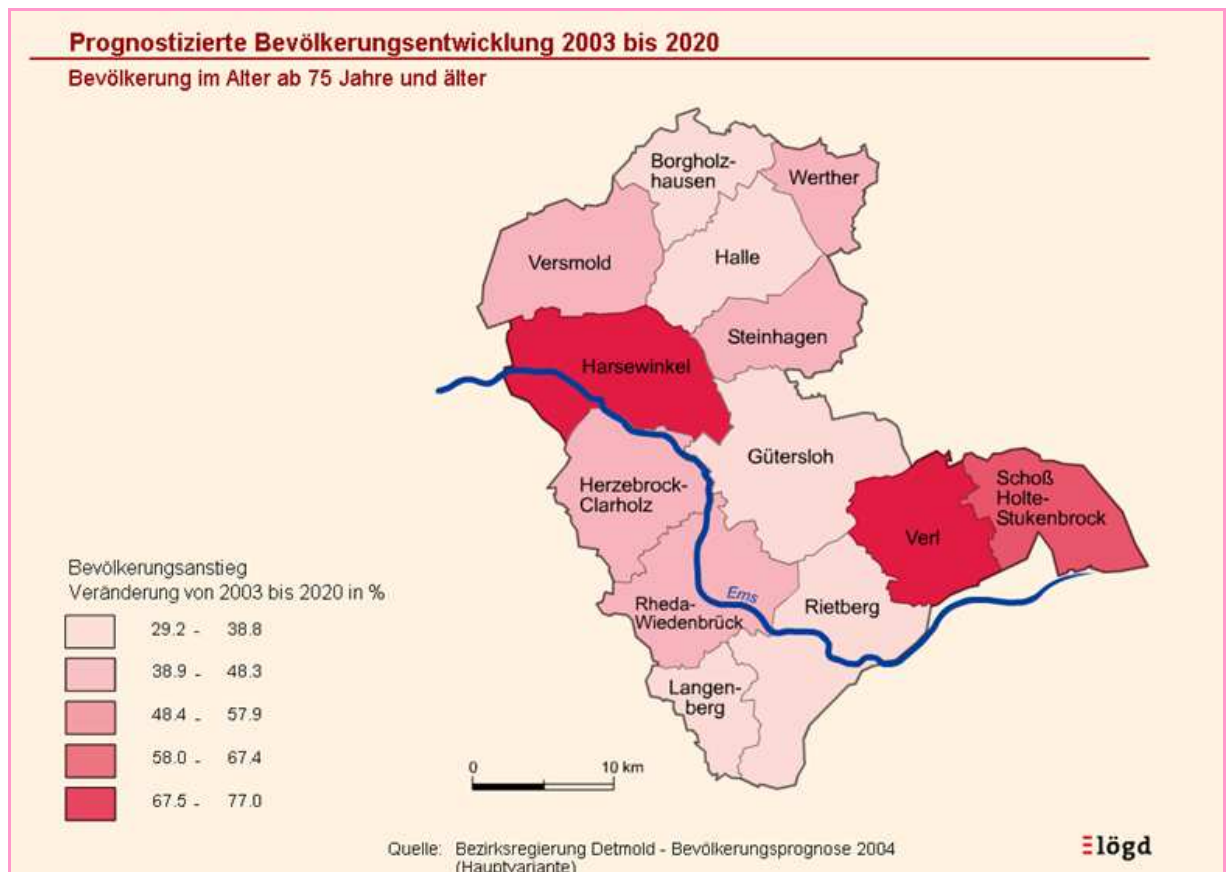 Prognostizierte Bevölkerungsentwicklung 2003 bis 2020
Bevölkerung im Alter ab 75 Jahre und älter
Borgholz-
hausen
Werther
Versmold
Halle
Steinhagen
Harsewinkel
Gütersloh
Herzebrock-
Clarholz
Schoß
Holte-
Stukenbrock
Verl
Ems
Rheda-
Wiedenbrück
Rietberg
Langen-
berg
Bevölkerungsanstieg
Veränderung von 2003 bis 2020 in %
29.2 - 38.8
38.9 - 48.3
48.4 - 57.9
58.0 - 67.4
67.5 - 77.0
0 10 km
Quelle: Bezirksregierung Detmold - Bevölkerungsprognose 2004
(Hauptvariante)
lögd